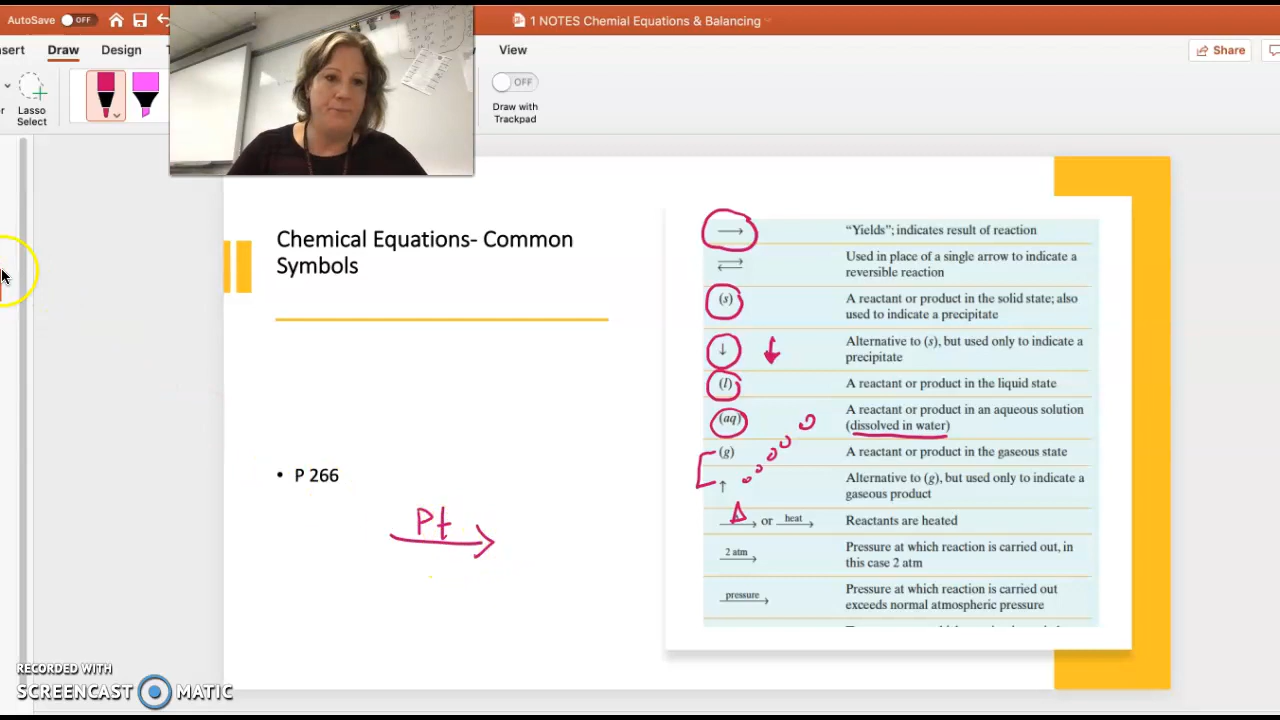 AutoSave OFF
1 NOTES Chemial Equations & Balancing
Draw
Design
View
Share
Lasso
Select
OFF
Draw with
Trackpad
Chemical Equations- Common
Symbols
• P 266
Pt
→ "Yields"; indicates result of reaction
⇄ Used in place of a single arrow to indicate a
reversible reaction
(s) A reactant or product in the solid state; also
used to indicate a precipitate
↓ Alternative to (s), but used only to indicate a
precipitate
(l) A reactant or product in the liquid state
(aq) A reactant or product in an aqueous solution
(dissolved in water)
(g) A reactant or product in the gaseous state
↑ Alternative to (g), but used only to indicate a
gaseous product
Δ or heat Reactants are heated
2 atm Pressure at which reaction is carried out, in
this case 2 atm
pressure Pressure at which reaction is carried out
exceeds normal atmospheric pressure
RECORDED WITH
SCREENCAST MATIC